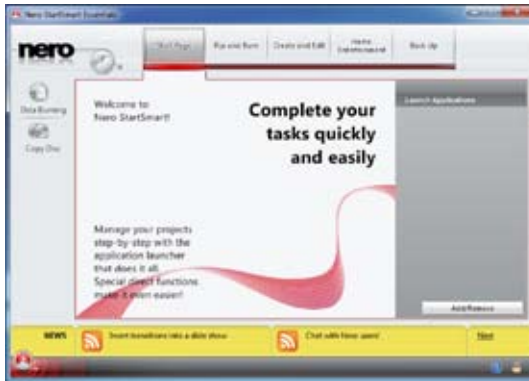 Nero StartSmart Essentials
nero
Start Page
Rip and Burn
Create and Edit
Home
Entertainment
Back Up
Data Burning
Copy Disc
Welcome to
Nero StartSmart!
Complete your
tasks quickly
and easily
Manage your projects
step-by-step with the
application launcher
that does it all.
Special direct functions
make it even easier!
Launch Applications
Add/Remove
NEWS
Insert transitions into a slide show
Chat with Nero users!
Next